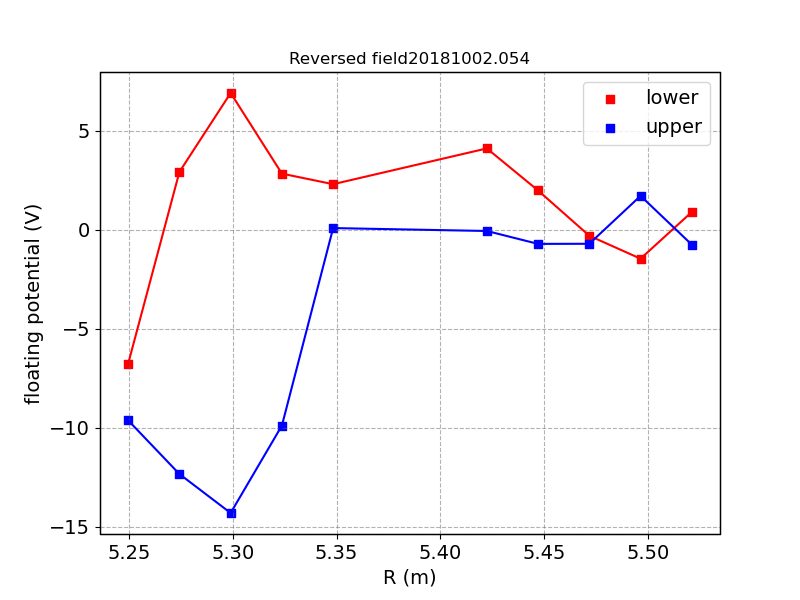 Reversed field20181002.054
lower
upper
floating potential (V)
5
0
−5
−10
−15
5.25 5.30 5.35 5.40 5.45 5.50
R (m)